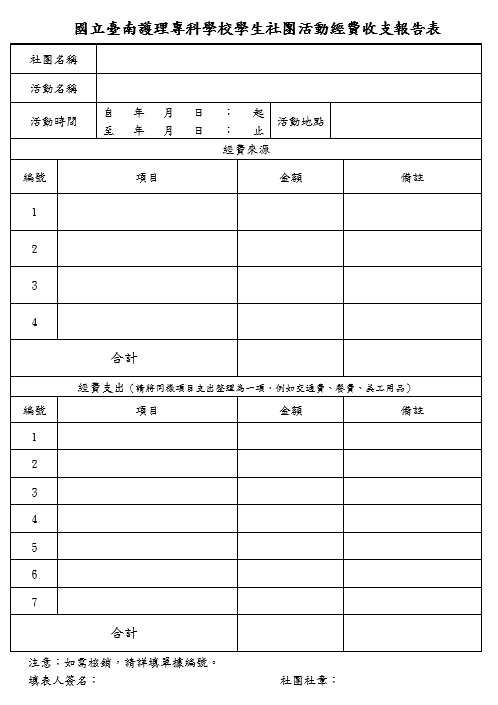 國立臺南護理專科學校學生社團活動經費收支報告表
社團名稱
活動名稱
活動時間
自 年 月 日 : 起
至 年 月 日 : 止
活動地點
經費來源
編號 項目 金額 備註
1
2
3
4
合計
經費支出(請將同樣項目支出整理為一項，例如交通費、餐費、美工用品)
編號 項目 金額 備註
1
2
3
4
5
6
7
合計
注意：如需核銷，請詳填單據編號。
填表人簽名： 社團社章：